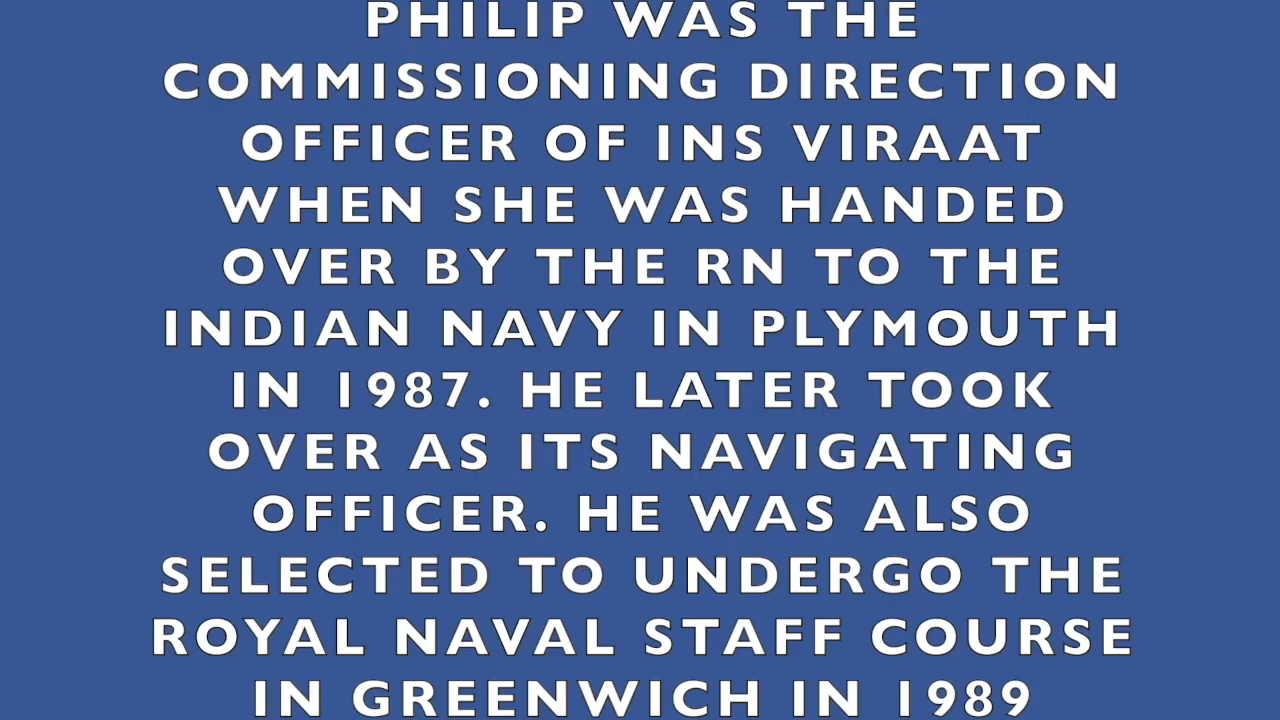 PHILIP WAS THE
COMMISSIONING DIRECTION
OFFICER OF INS VIRAAT
WHEN SHE WAS HANDED
OVER BY THE RN TO THE
INDIAN NAVY IN PLYMOUTH
IN 1987. HE LATER TOOK
OVER AS ITS NAVIGATING
OFFICER. HE WAS ALSO
SELECTED TO UNDERGO THE
ROYAL NAVAL STAFF COURSE
IN GREENWICH IN 1989